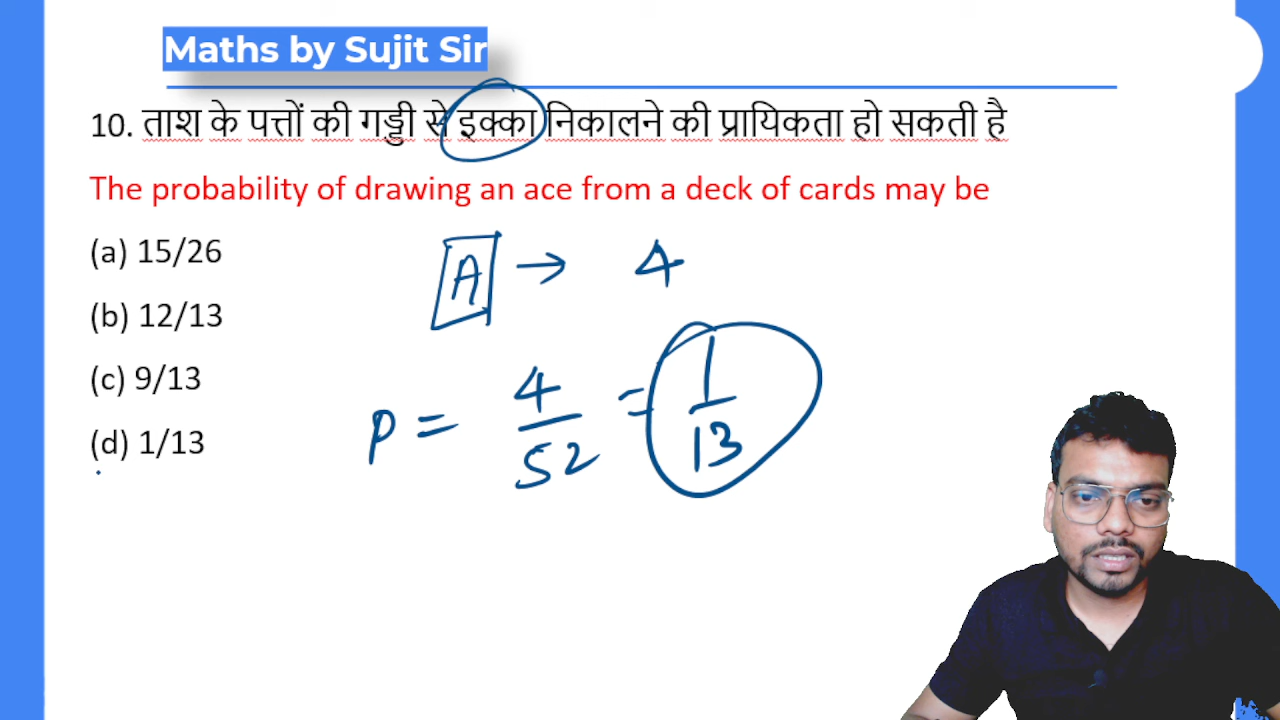 Maths by Sujit Sir
10. ताश के पत्तों की गड्डी से इक्का निकालने की प्रायिकता हो सकती है
The probability of drawing an ace from a deck of cards may be
(a) 15/26
(b) 12/13
(c) 9/13
(d) 1/13
A → 4
P = 4/52 = 1/13